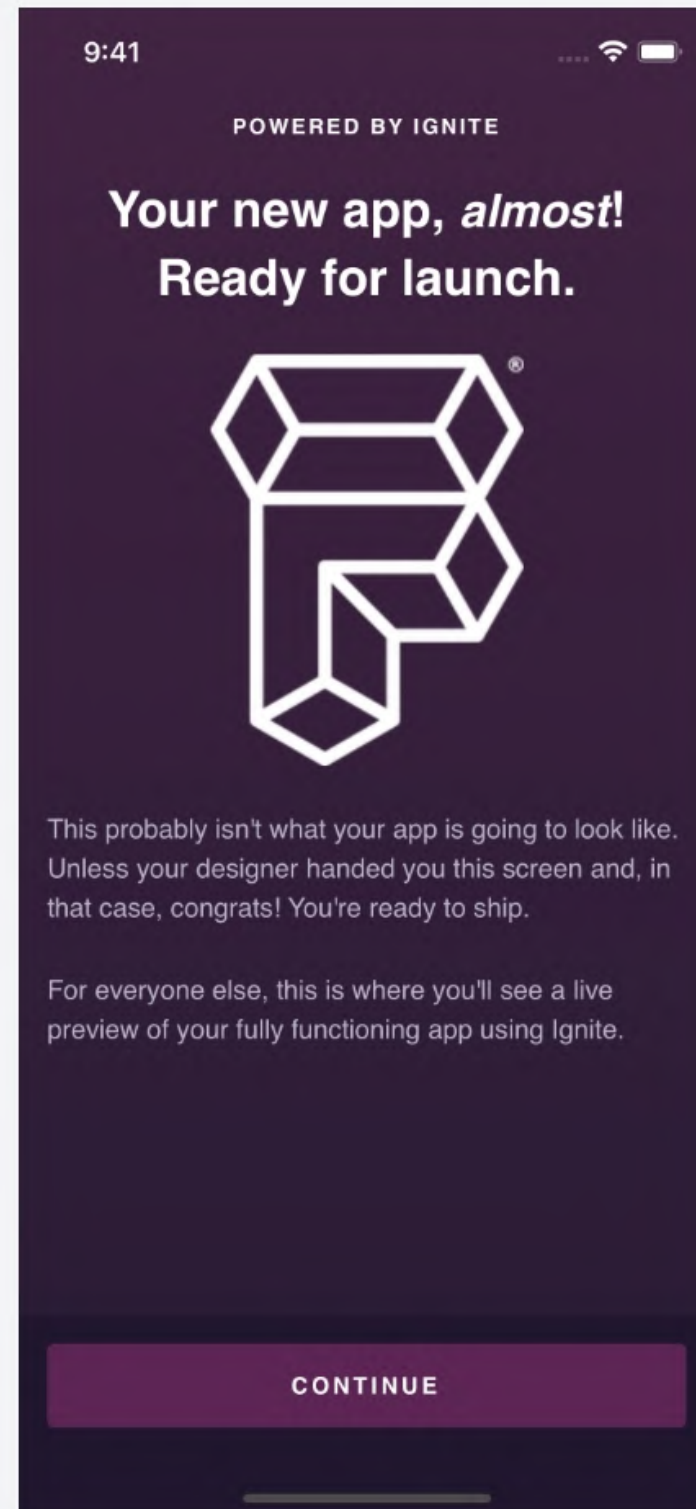 9:41
POWERED BY IGNITE
Your new app, almost!
Ready for launch.
®
This probably isn't what your app is going to look like.
Unless your designer handed you this screen and, in
that case, congrats! You're ready to ship.
For everyone else, this is where you'll see a live
preview of your fully functioning app using Ignite.
CONTINUE